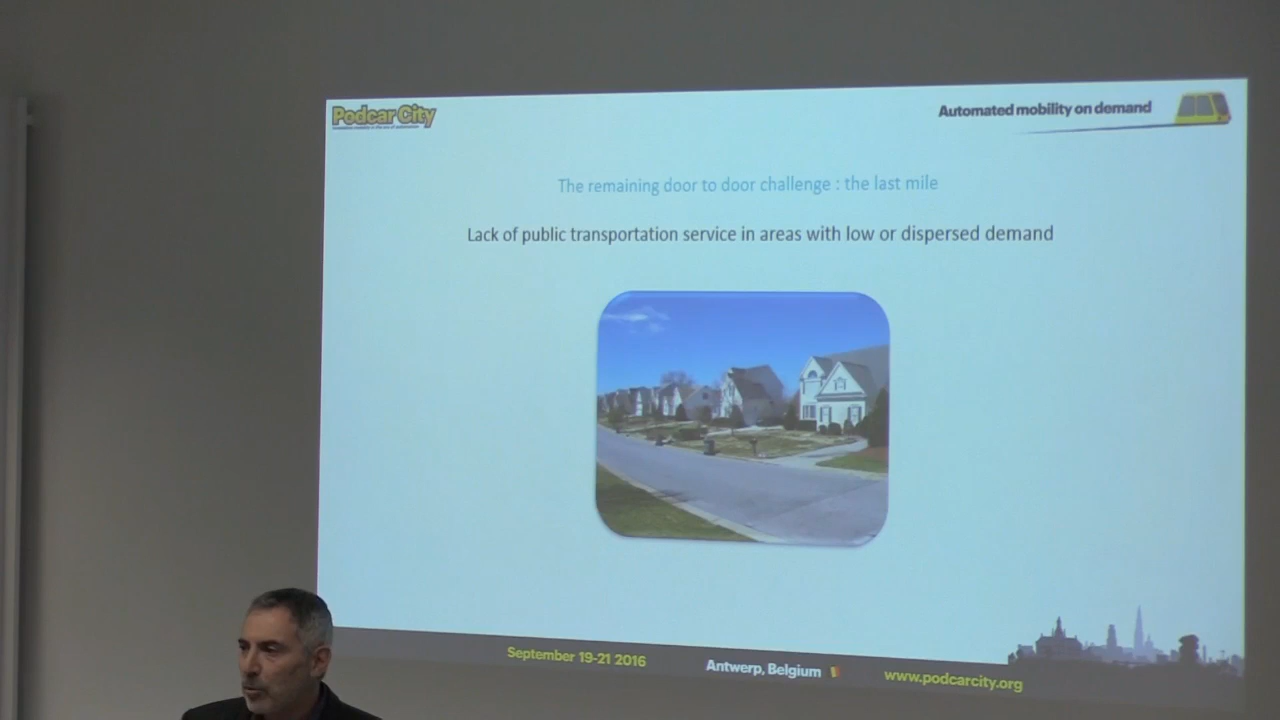 Podcar City
Automated mobility on demand
The remaining door to door challenge : the last mile
Lack of public transportation service in areas with low or dispersed demand
September 19-21 2016
Antwerp, Belgium
www.podcarcity.org